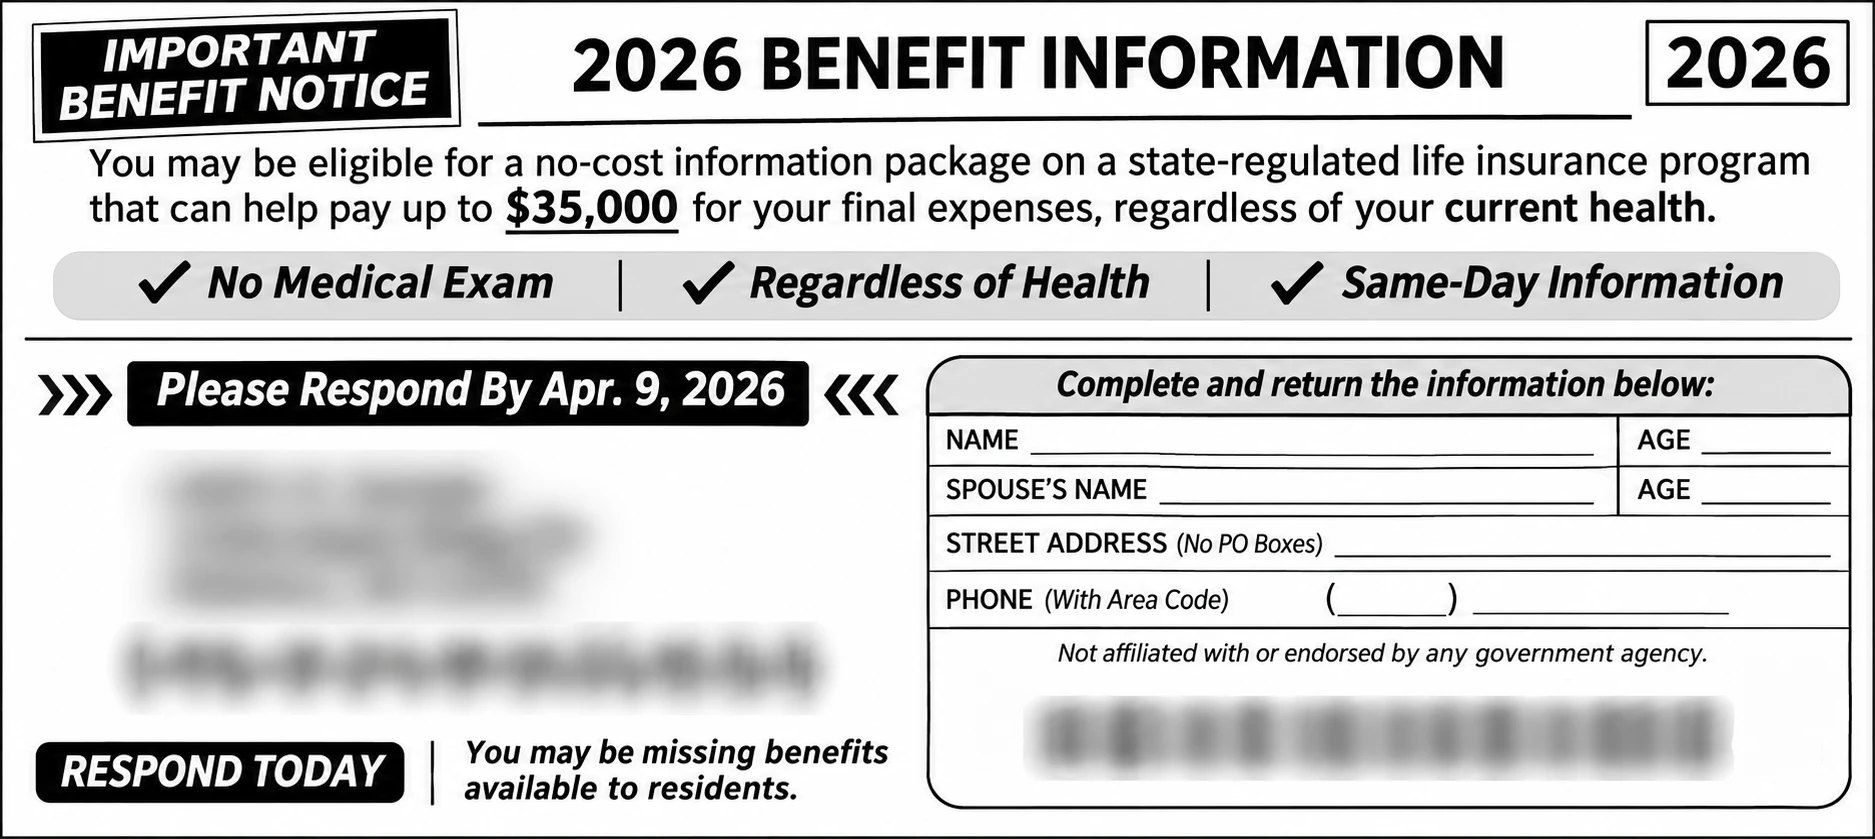 IMPORTANT
BENEFIT NOTICE
2026 BENEFIT INFORMATION
2026
You may be eligible for a no-cost information package on a state-regulated life insurance program
that can help pay up to $35,000 for your final expenses, regardless of your current health.
✓ No Medical Exam | ✓ Regardless of Health | ✓ Same-Day Information
Please Respond By Apr. 9, 2026
RESPOND TODAY
You may be missing benefits
available to residents.
Complete and return the information below:
NAME AGE
SPOUSE’S NAME AGE
STREET ADDRESS (No PO Boxes)
PHONE (With Area Code) ( )
Not affiliated with or endorsed by any government agency.